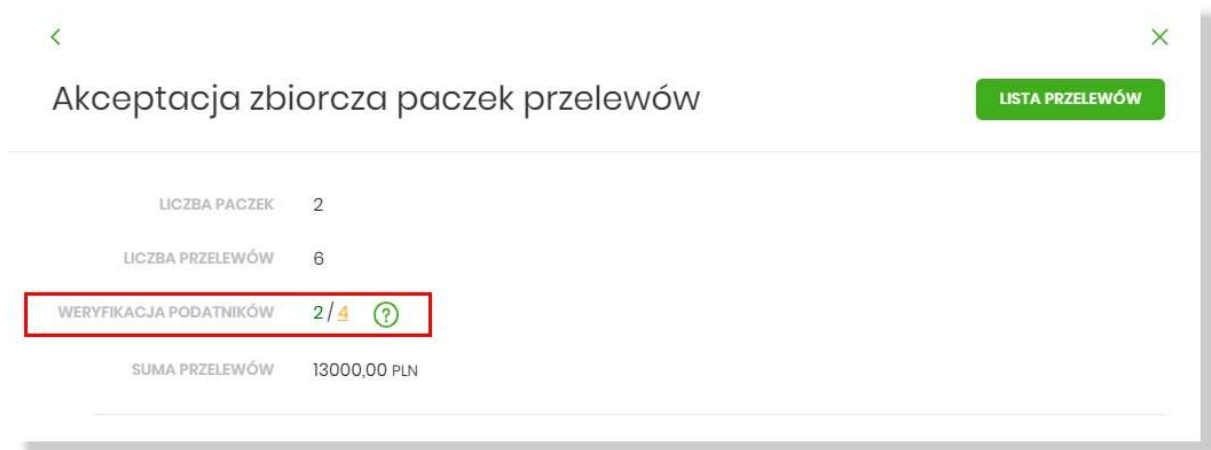 Akceptacja zbiorcza paczek przelewów
LISTA PRZELEWÓW
LICZBA PACZEK 2
LICZBA PRZELEWÓW 6
WERYFIKACJA PODATNIKÓW 2/4 ?
SUMA PRZELEWÓW 13000,00 PLN